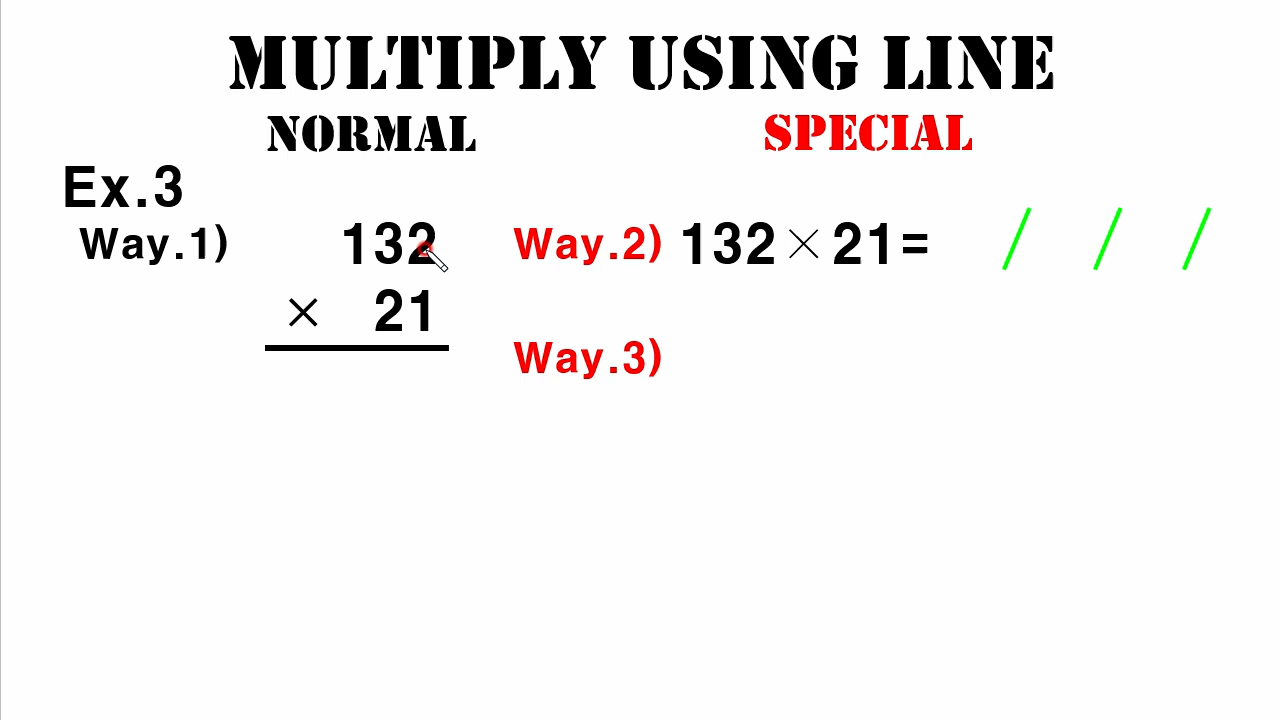 MULTIPLY USING LINE
NORMAL SPECIAL
Ex.3
Way.1) 132 Way.2) 132×21= / / /
× 21
Way.3)